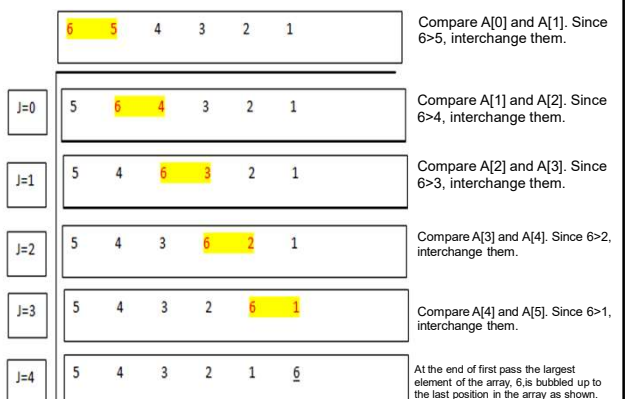 6 5 4 3 2 1
Compare A[0] and A[1]. Since
6>5, interchange them.
J=0
5 6 4 3 2 1
Compare A[1] and A[2]. Since
6>4, interchange them.
J=1
5 4 6 3 2 1
Compare A[2] and A[3]. Since
6>3, interchange them.
J=2
5 4 3 6 2 1
Compare A[3] and A[4]. Since 6>2,
interchange them.
J=3
5 4 3 2 6 1
Compare A[4] and A[5]. Since 6>1,
interchange them.
J=4
5 4 3 2 1 6
At the end of first pass the largest
element of the array, 6,is bubbled up to
the last position in the array as shown.